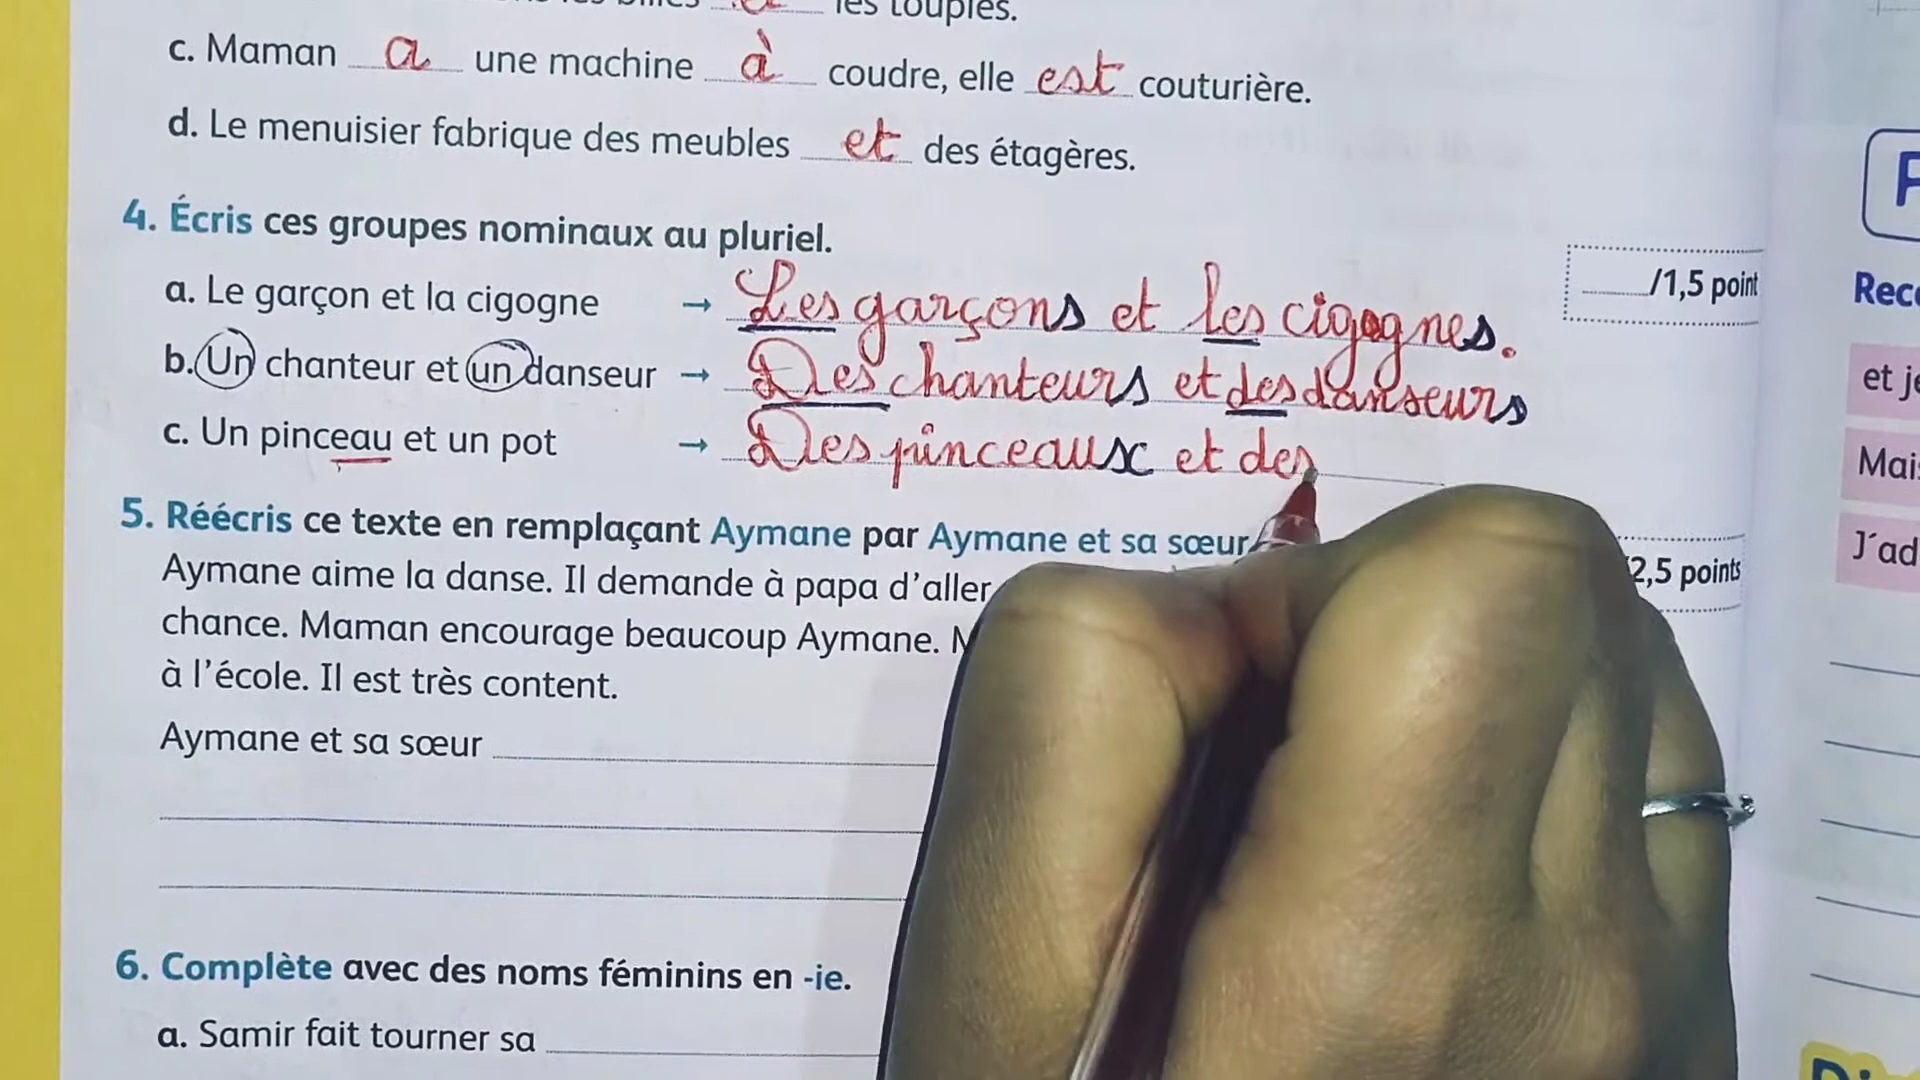 les toupies.
c. Maman a une machine à coudre, elle est couturière.
d. Le menuisier fabrique des meubles et des étagères.
4. Écris ces groupes nominaux au pluriel.
/1,5 point
a. Le garçon et la cigogne → Les garçons et les cigognes.
b. Un chanteur et un danseur → Des chanteurs et des danseurs
c. Un pinceau et un pot → Des pinceaux et des
5. Réécris ce texte en remplaçant Aymane par Aymane et sa sœur
2,5 points
Aymane aime la danse. Il demande à papa d'aller
chance. Maman encourage beaucoup Aymane.
à l'école. Il est très content.
Aymane et sa sœur
6. Complète avec des noms féminins en -ie.
a. Samir fait tourner sa
et je
J'ad